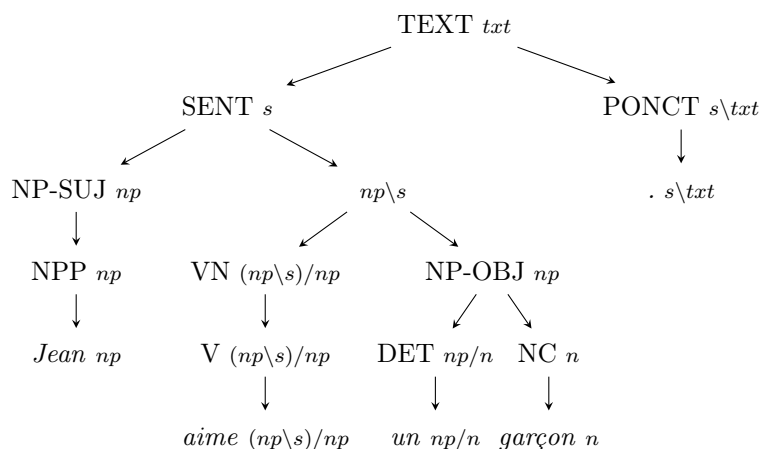 TEXT txt
SENT s PONCT s\txt
NP-SUJ np np\s . s\txt
NPP np VN (np\s)/np NP-OBJ np
Jean np V (np\s)/np DET np/n NC n
aime (np\s)/np un np/n garçon n